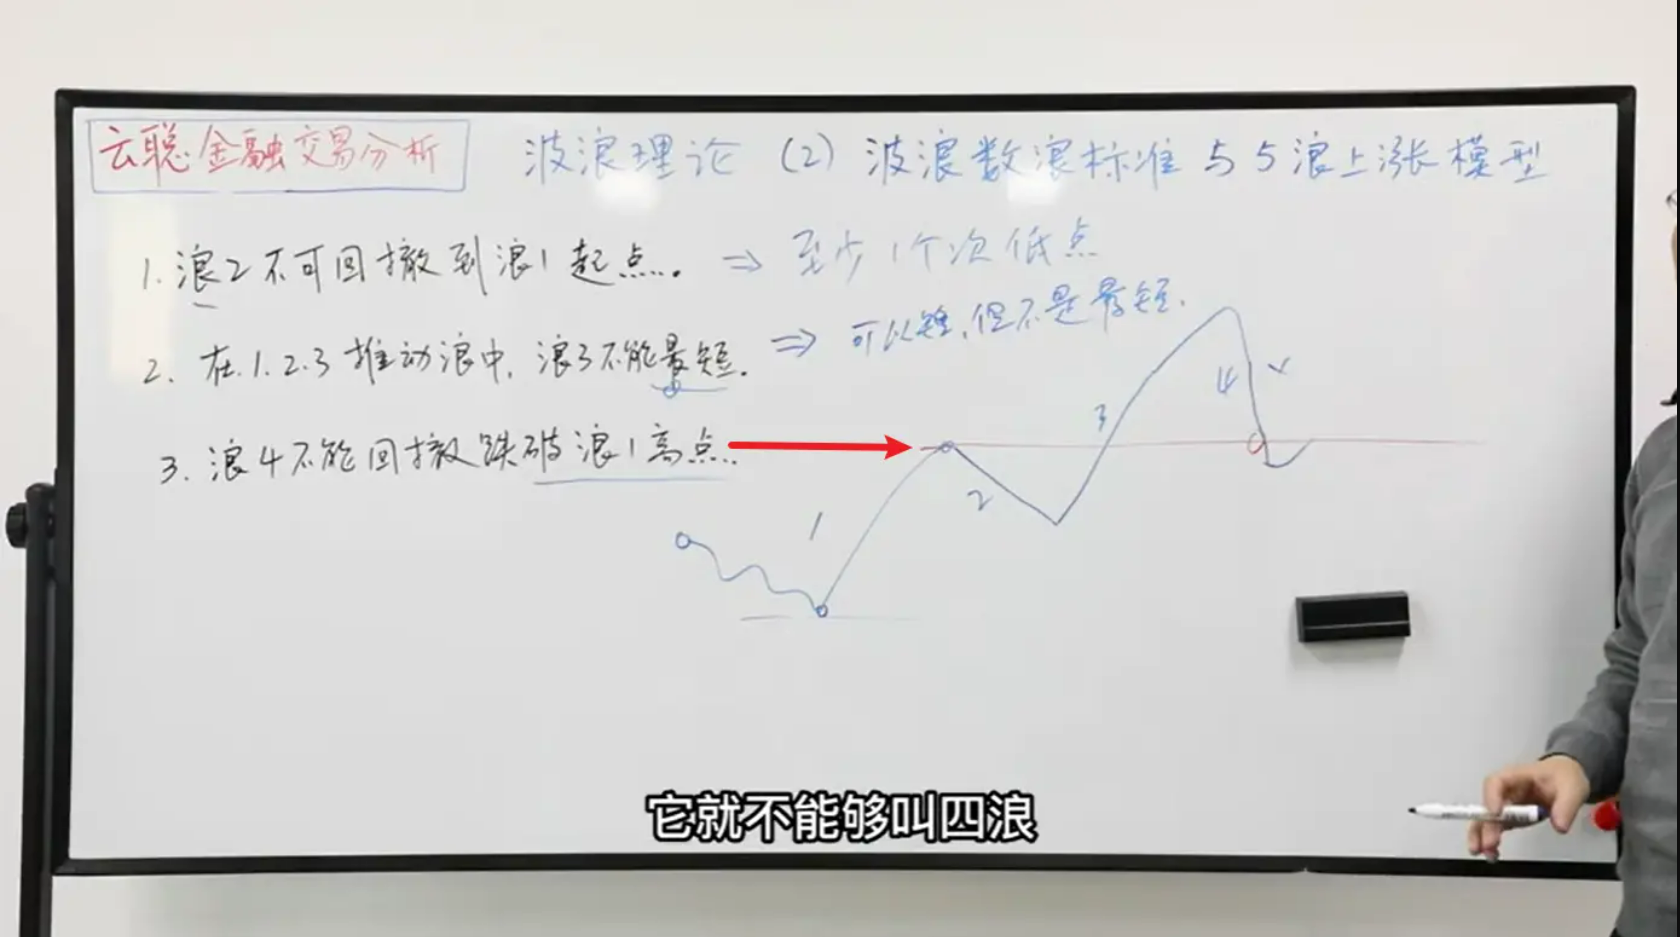 云聪金融交易分析
波浪理论 (2) 波浪数浪标准与5浪上涨模型
1. 浪2不可回撤到浪1起点. ⇒ 至少1个次低点
2. 在1.2.3推动浪中, 浪3不能最短. ⇒ 可以短, 但不是最短.
3. 浪4不能回撤跌破浪1高点..
1
2
3
4
它就不能够叫四浪